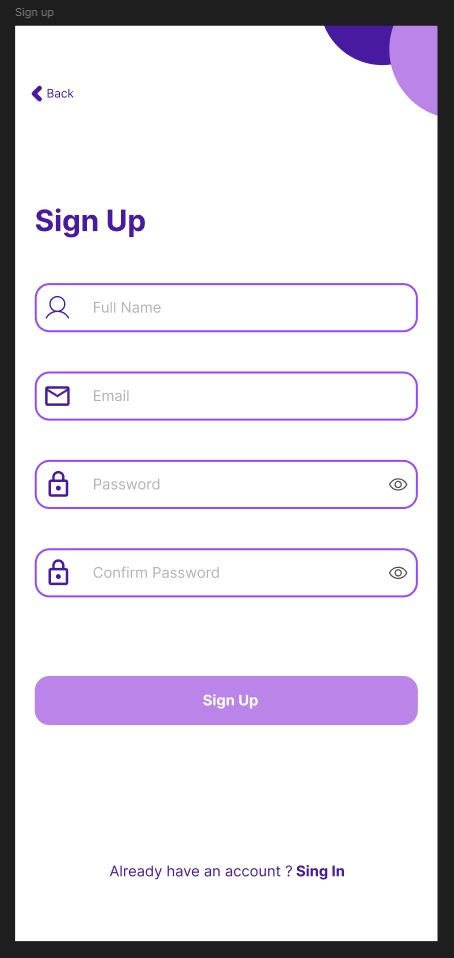 Sign up
Back
Sign Up
Full Name
Email
Password
Confirm Password
Sign Up
Already have an account ? Sing In